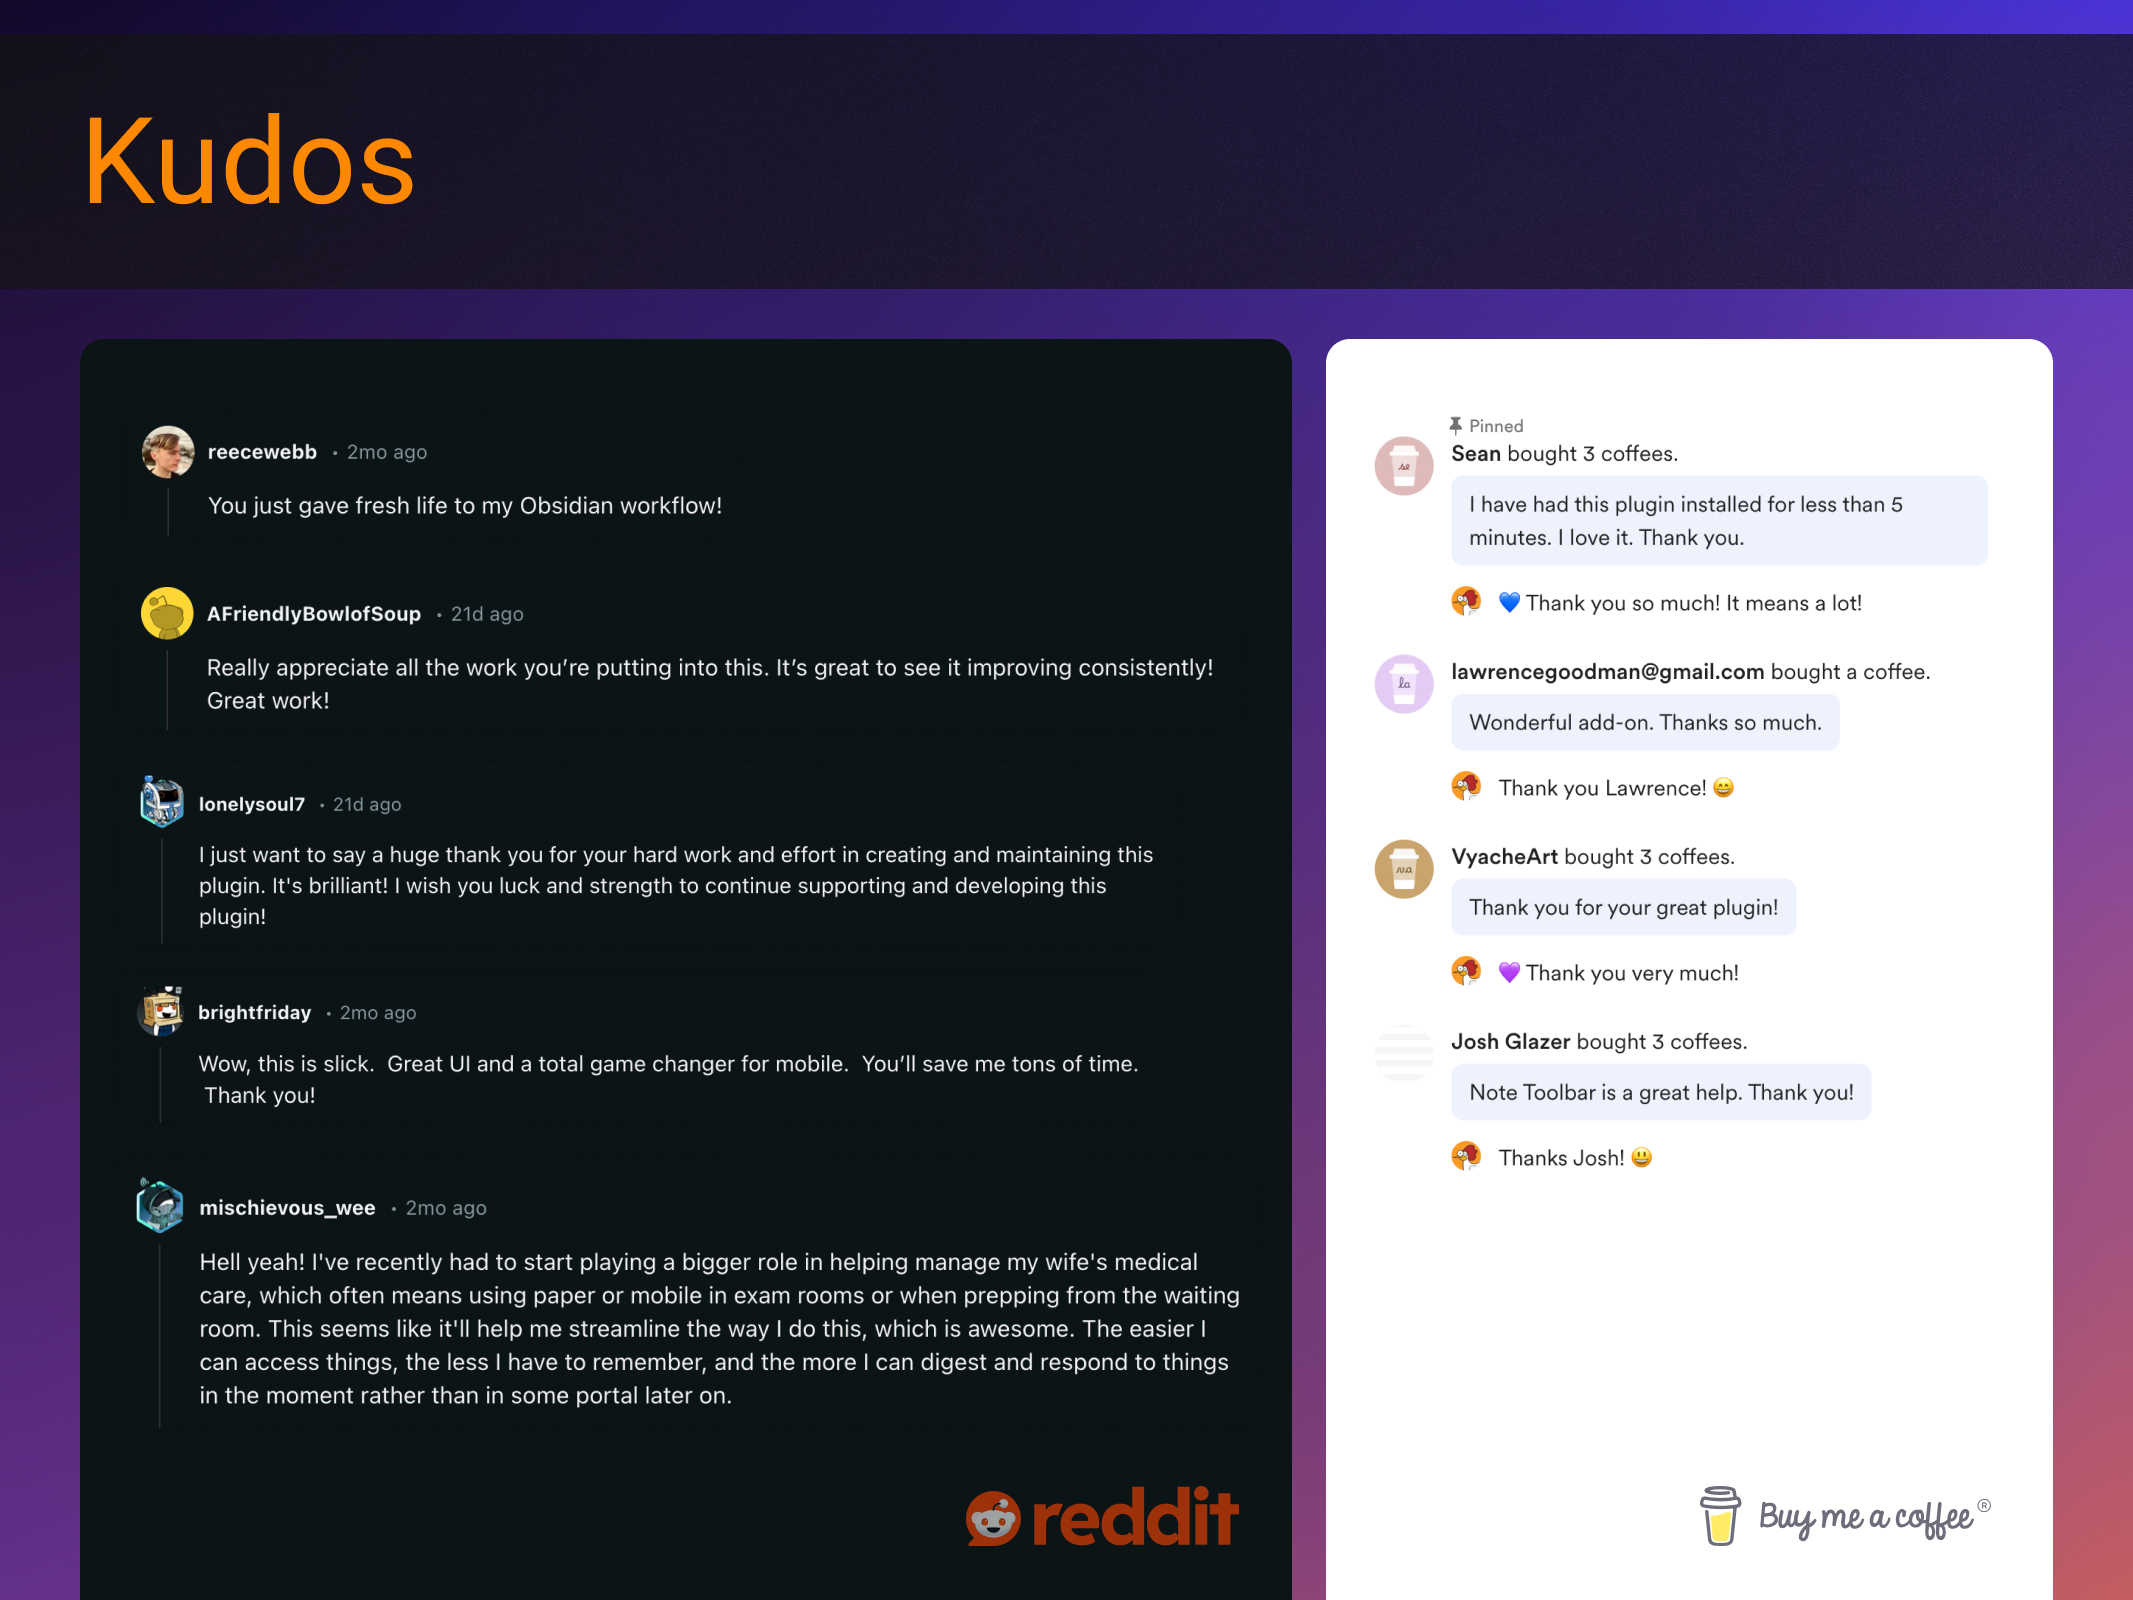 Kudos
reecewebb • 2mo ago
You just gave fresh life to my Obsidian workflow!
AFriendlyBowlofSoup • 21d ago
Really appreciate all the work you’re putting into this. It’s great to see it improving consistently!
Great work!
lonelysoul7 • 21d ago
I just want to say a huge thank you for your hard work and effort in creating and maintaining this
plugin. It's brilliant! I wish you luck and strength to continue supporting and developing this
plugin!
brightfriday • 2mo ago
Wow, this is slick.  Great UI and a total game changer for mobile.  You’ll save me tons of time.
Thank you!
mischievous_wee • 2mo ago
Hell yeah! I've recently had to start playing a bigger role in helping manage my wife's medical
care, which often means using paper or mobile in exam rooms or when prepping from the waiting
room. This seems like it'll help me streamline the way I do this, which is awesome. The easier I
can access things, the less I have to remember, and the more I can digest and respond to things
in the moment rather than in some portal later on.
reddit
Pinned
se
Sean bought 3 coffees.
I have had this plugin installed for less than 5
minutes. I love it. Thank you.
💙 Thank you so much! It means a lot!
la
lawrencegoodman@gmail.com bought a coffee.
Wonderful add-on. Thanks so much.
Thank you Lawrence! 😄
va
VyacheArt bought 3 coffees.
Thank you for your great plugin!
💜 Thank you very much!
Josh Glazer bought 3 coffees.
Note Toolbar is a great help. Thank you!
Thanks Josh! 😃
Buy me a coffee®